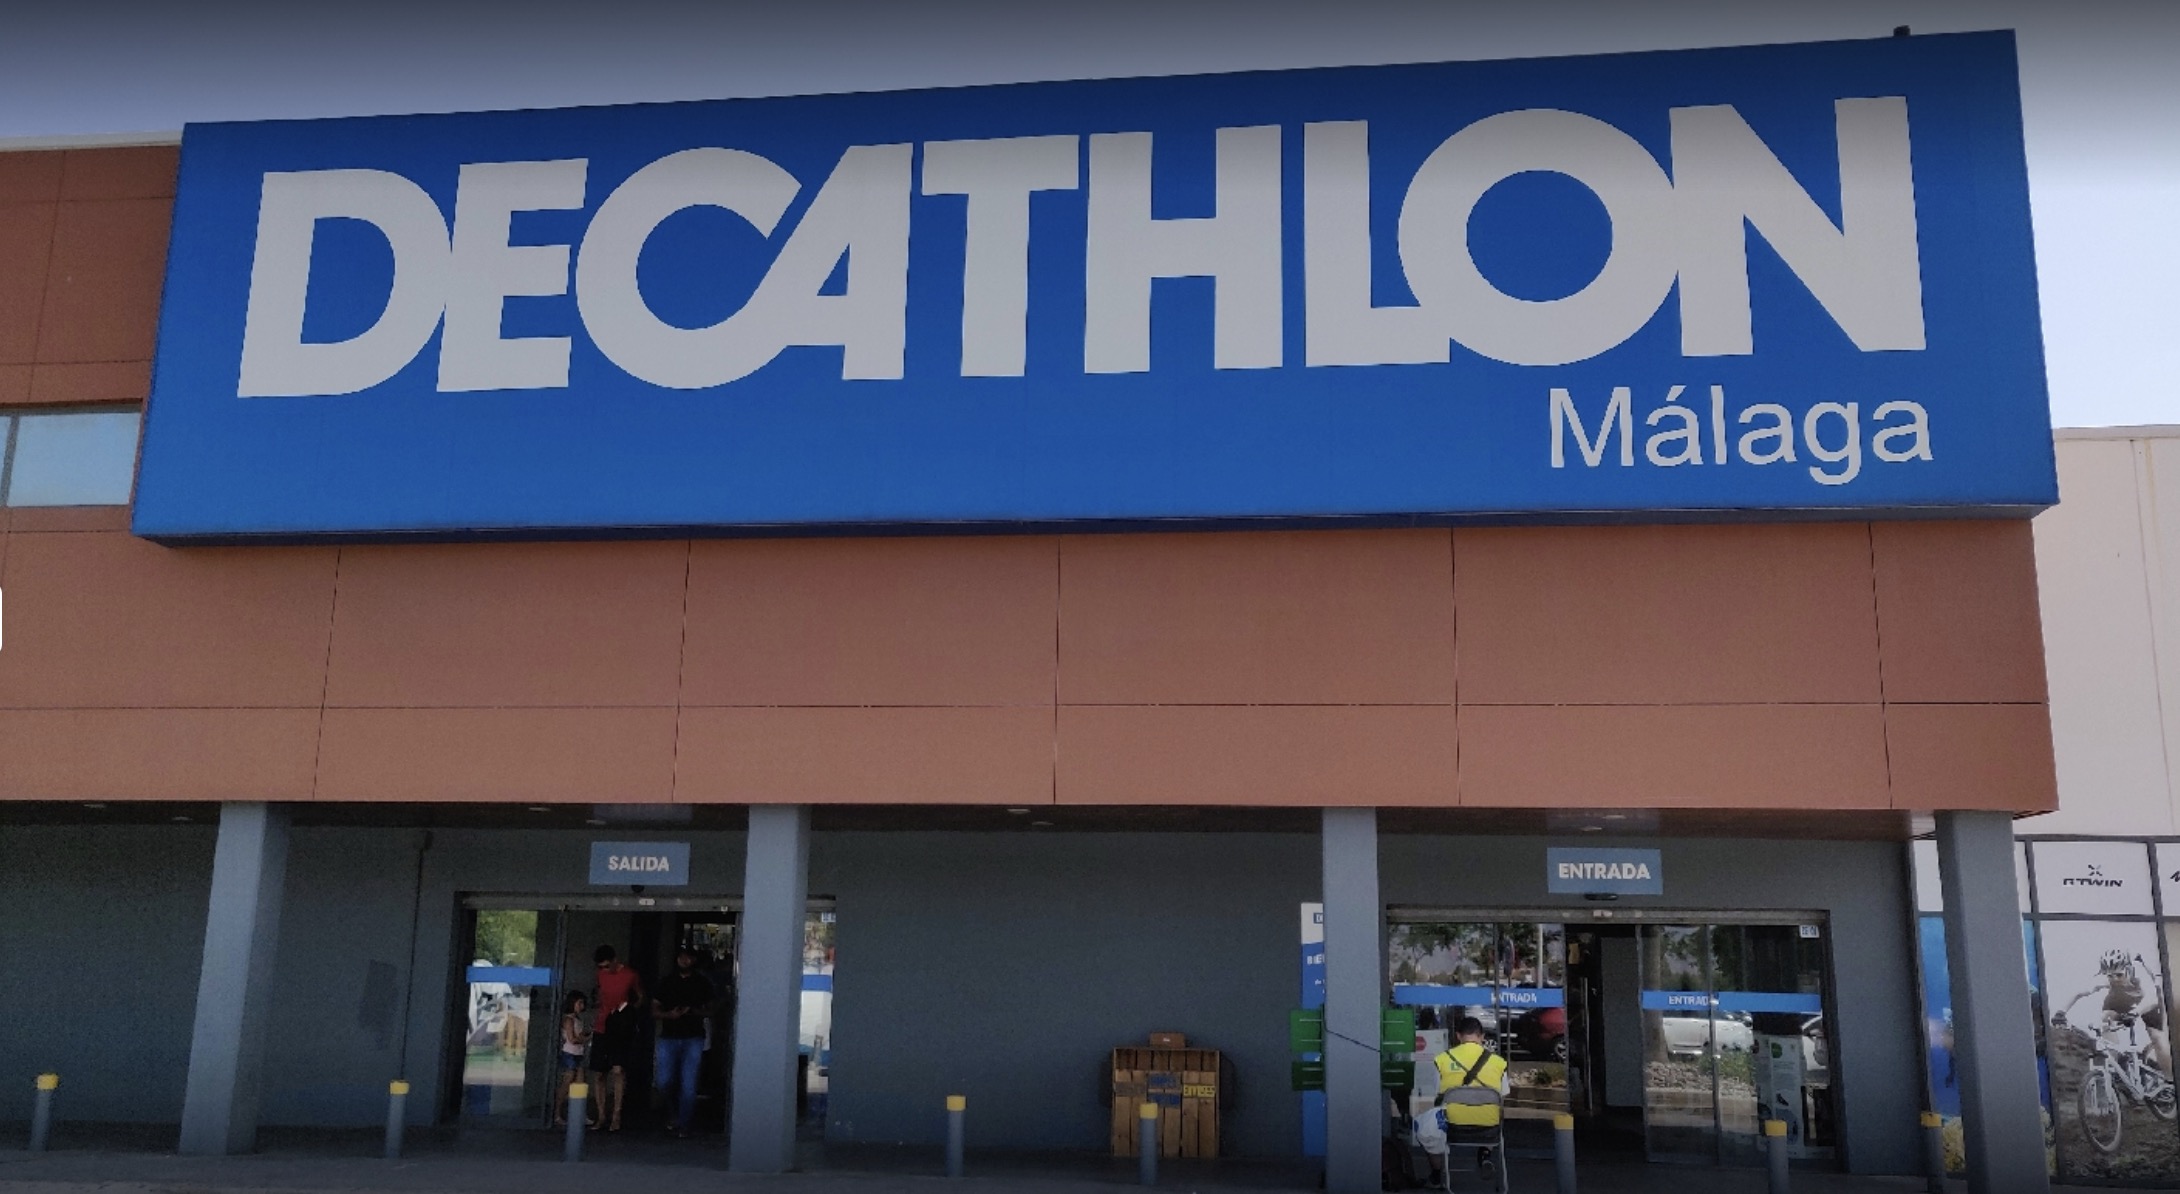 DECATHLON
Málaga
SALIDA
ENTRADA
BTWIN
ENTRADA
ENTRADA